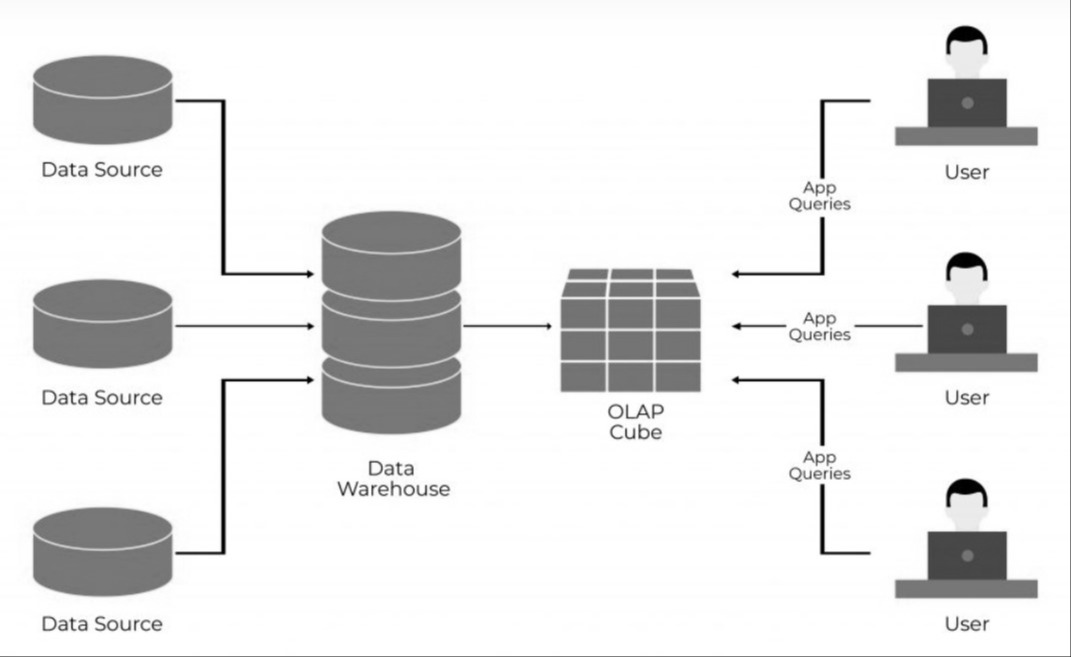 Data Source
User
App
Queries
Data Source
App
Queries
User
OLAP
Cube
Data
Warehouse
App
Queries
Data Source
User